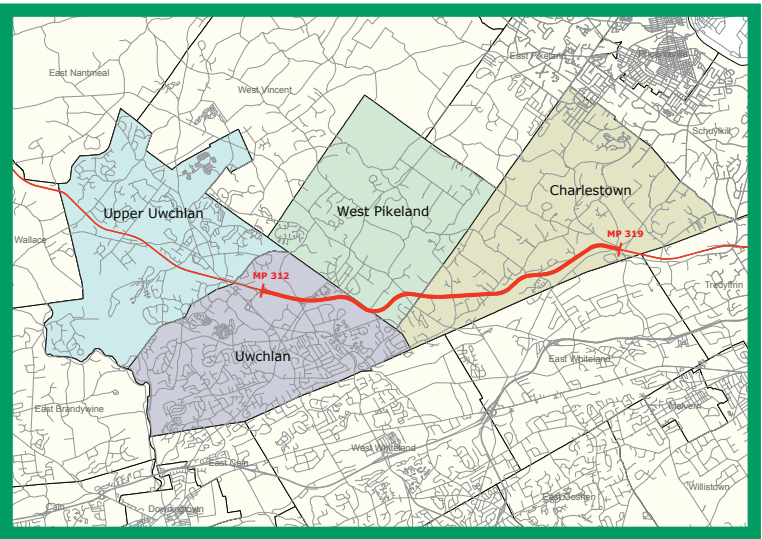 East Nantmeal
West Vincent
East Pikeland
Phoenixville
Schuylkill
Charlestown
Upper Uwchlan
West Pikeland
Wallace
MP 319
MP 312
Tredyffrin
Uwchlan
East Whiteland
East Brandywine
Malvern
West Whiteland
East Caln
Willistown
East Goshen
Caln
Downingtown